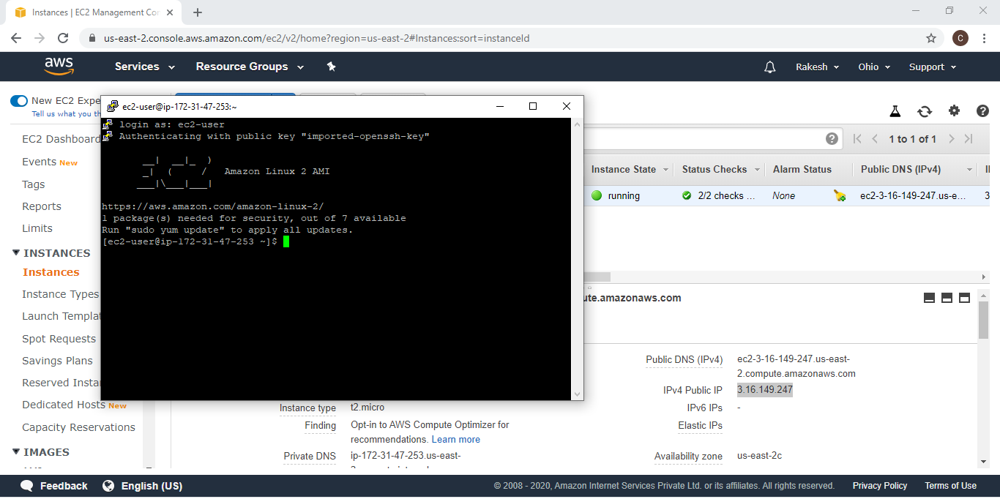 Instances | EC2 Management Con
us-east-2.console.aws.amazon.com/ec2/v2/home?region=us-east-2#Instances:sort=instanceId
C
aws
Services
Resource Groups
Rakesh
Ohio
Support
New EC2 Expe
Tell us what you th
EC2 Dashboard
Events New
Tags
Reports
Limits
INSTANCES
Instances
Instance Types
Launch Templat
Spot Requests
Savings Plans
Reserved Instan
Dedicated Hosts New
Capacity Reservations
IMAGES
ec2-user@ip-172-31-47-253:~
login as: ec2-user
Authenticating with public key "imported-openssh-key"
__|  __|_  )
_|  (     /   Amazon Linux 2 AMI
___|\___|___|
https://aws.amazon.com/amazon-linux-2/
1 package(s) needed for security, out of 7 available
Run "sudo yum update" to apply all updates.
[ec2-user@ip-172-31-47-253 ~]$
1 to 1 of 1
Instance State Status Checks Alarm Status Public DNS (IPv4)
running 2/2 checks ... None ec2-3-16-149-247.us-e... 3
ute.amazonaws.com
Public DNS (IPv4) ec2-3-16-149-247.us-east-
2.compute.amazonaws.com
IPv4 Public IP 3.16.149.247
Instance type t2.micro IPv6 IPs -
Finding Opt-in to AWS Compute Optimizer for Elastic IPs
recommendations. Learn more
Private DNS ip-172-31-47-253.us-east- Availability zone us-east-2c
Feedback English (US) © 2008 - 2020, Amazon Internet Services Private Ltd. or its affiliates. All rights reserved. Privacy Policy Terms of Use